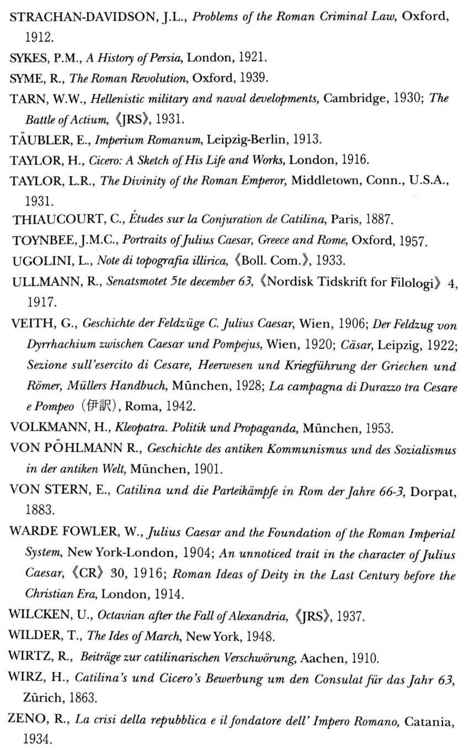 STRACHAN-DAVIDSON, J.L., Problems of the Roman Criminal Law, Oxford,
1912.
SYKES, P.M., A History of Persia, London, 1921.
SYME, R., The Roman Revolution, Oxford, 1939.
TARN, W.W., Hellenistic military and naval developments, Cambridge, 1930; The
Battle of Actium, 《JRS》, 1931.
TÄUBLER, E., Imperium Romanum, Leipzig-Berlin, 1913.
TAYLOR, H., Cicero: A Sketch of His Life and Works, London, 1916.
TAYLOR, L.R., The Divinity of the Roman Emperor, Middletown, Conn., U.S.A.,
1931.
THIAUCOURT, C., Études sur la Conjuration de Catilina, Paris, 1887.
TOYNBEE, J.M.C., Portraits of Julius Caesar, Greece and Rome, Oxford, 1957.
UGOLINI, L., Note di topografia illirica, 《Boll. Com.》, 1933.
ULLMANN, R., Senatsmotet 5te december 63, 《Nordisk Tidskrift for Filologi》 4,
1917.
VEITH, G., Geschichte der Feldzüge C. Julius Caesar, Wien, 1906; Der Feldzug von
Dyrrhachium zwischen Caesar und Pompejus, Wien, 1920; Cäsar, Leipzig, 1922;
Sezione sull'esercito di Cesare, Heerwesen und Kriegführung der Griechen und
Römer, Müllers Handbuch, München, 1928; La campagna di Durazzo tra Cesare
e Pompeo (伊訳), Roma, 1942.
VOLKMANN, H., Kleopatra. Politik und Propaganda, München, 1953.
VON PÖHLMANN R., Geschichte des antiken Kommunismus und des Sozialismus
in der antiken Welt, München, 1901.
VON STERN, E., Catilina und die Parteikämpfe in Rom der Jahre 66-3, Dorpat,
1883.
WARDE FOWLER, W., Julius Caesar and the Foundation of the Roman Imperial
System, New York-London, 1904; An unnoticed trait in the character of Julius
Caesar, 《CR》 30, 1916; Roman Ideas of Deity in the Last Century before the
Christian Era, London, 1914.
WILCKEN, U., Octavian after the Fall of Alexandria, 《JRS》, 1937.
WILDER, T., The Ides of March, New York, 1948.
WIRTZ, R., Beiträge zur catilinarischen Verschwörung, Aachen, 1910.
WIRZ, H., Catilina's und Cicero's Bewerbung um den Consulat für das Jahr 63,
Zürich, 1863.
ZENO, R., La crisi della repubblica e il fondatore dell' Impero Romano, Catania,
1934.